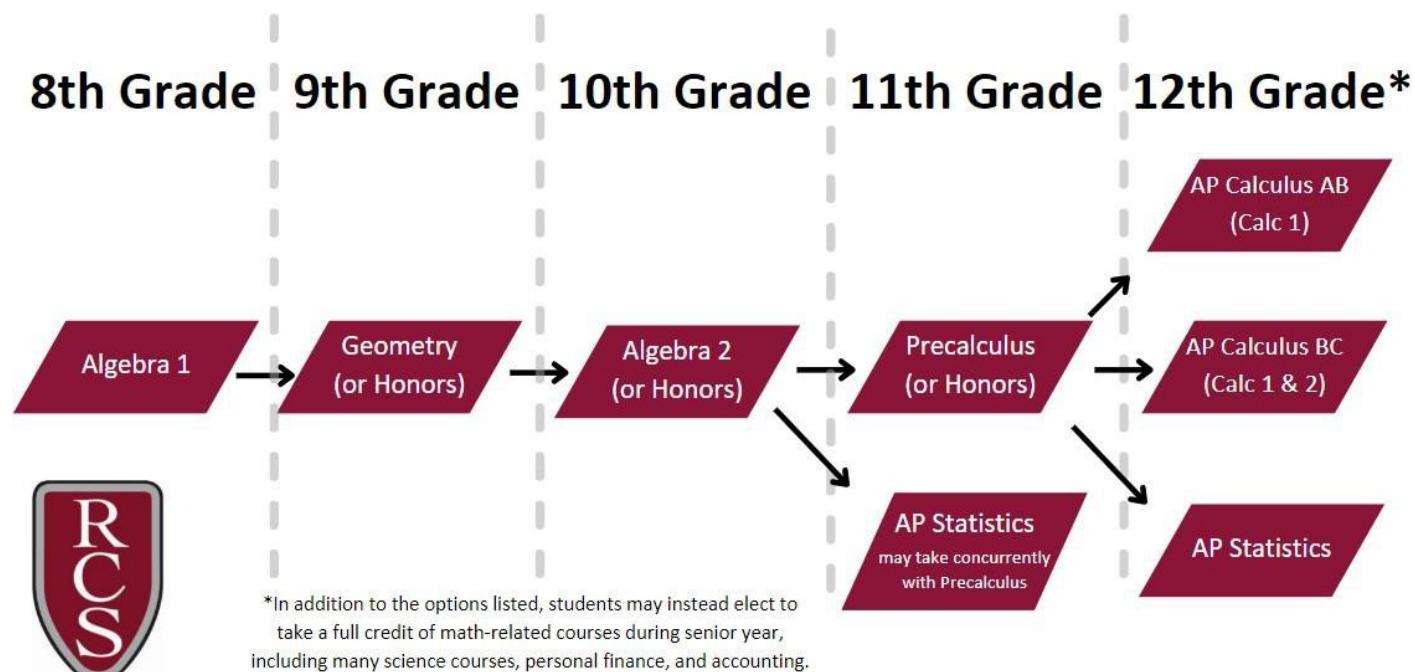 8th Grade
9th Grade
10th Grade
11th Grade
12th Grade*
AP Calculus AB
(Calc 1)
Algebra 1
Geometry
(or Honors)
Algebra 2
(or Honors)
Precalculus
(or Honors)
AP Calculus BC
(Calc 1 & 2)
AP Statistics
may take concurrently
with Precalculus
AP Statistics
R
C
S
*In addition to the options listed, students may instead elect to
take a full credit of math-related courses during senior year,
including many science courses, personal finance, and accounting.